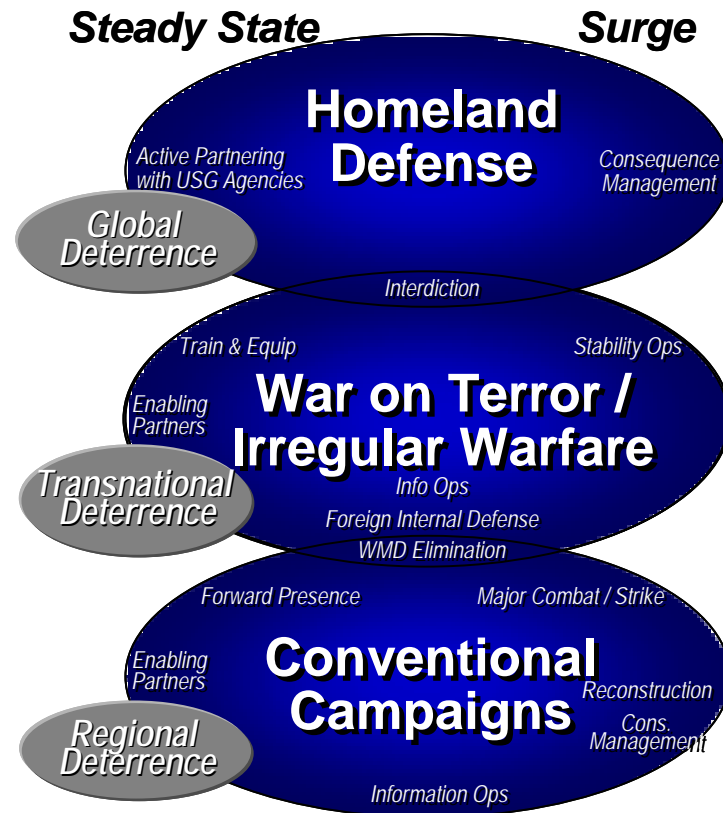 Steady State
Surge
Homeland
Defense
Active Partnering
with USG Agencies
Consequence
Management
Global
Deterrence
Interdiction
Train & Equip
Stability Ops
War on Terror /
Irregular Warfare
Enabling
Partners
Transnational
Deterrence
Info Ops
Foreign Internal Defense
WMD Elimination
Forward Presence
Major Combat / Strike
Enabling
Partners
Conventional
Campaigns
Reconstruction
Cons.
Management
Regional
Deterrence
Information Ops